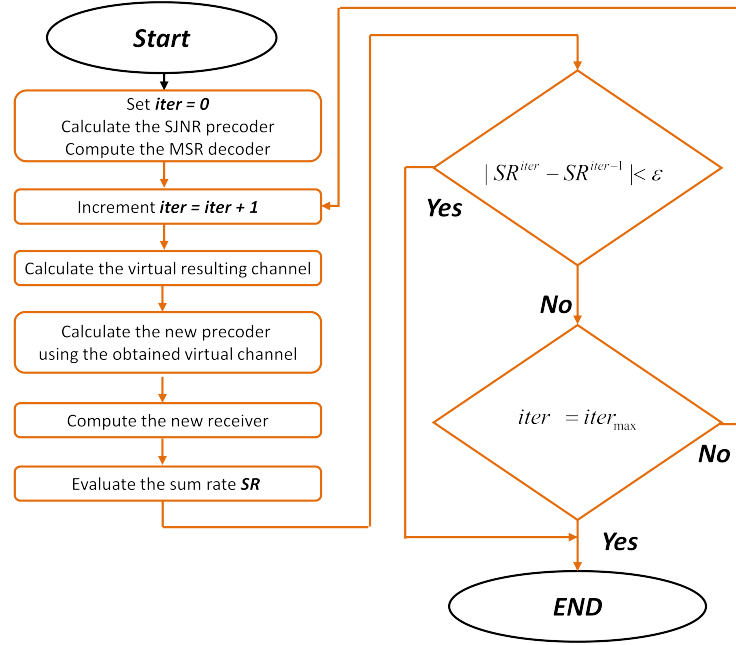 Start
Set iter = 0
Calculate the SJNR precoder
Compute the MSR decoder
Increment iter = iter + 1
Calculate the virtual resulting channel
Calculate the new precoder
using the obtained virtual channel
Compute the new receiver
Evaluate the sum rate SR
| SR^{iter} − SR^{iter−1} | < ε
Yes
No
iter = iter_{max}
No
Yes
END